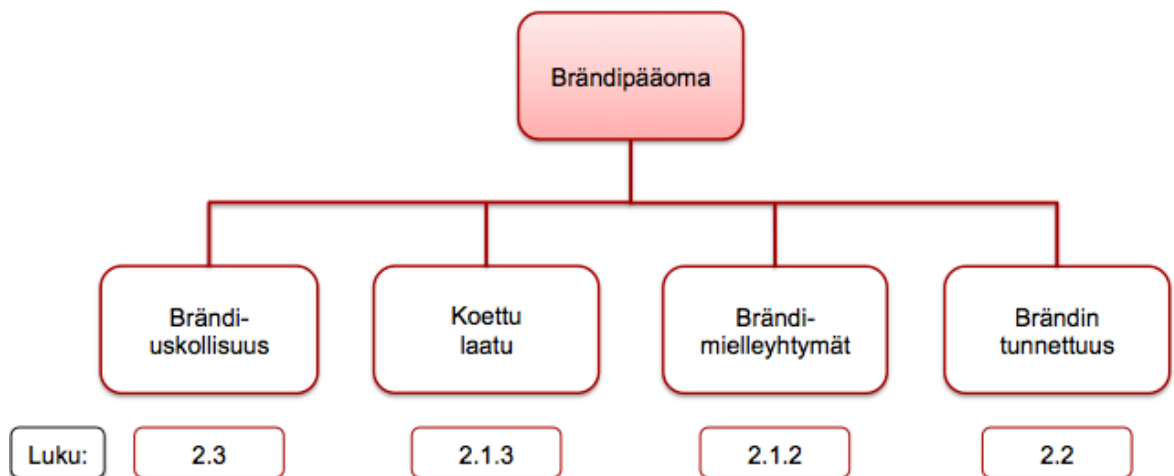 Brändipääoma
Brändi-
uskollisuus
Koettu
laatu
Brändi-
mielleyhtymät
Brändin
tunnettuus
Luku:
2.3
2.1.3
2.1.2
2.2